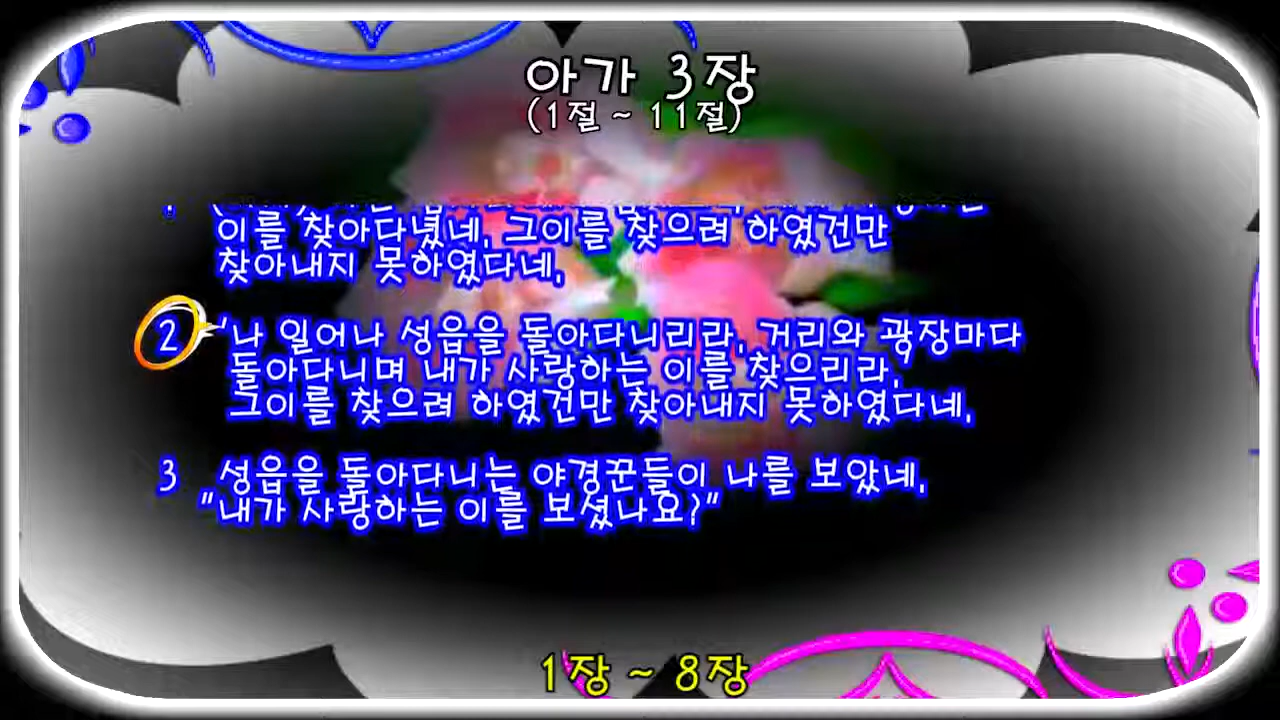 아가 3장
(1절 ~ 11절)
이를 찾아다녔네. 그이를 찾으려 하였건만
찾아내지 못하였다네.
2 ‘나 일어나 성읍을 돌아다니리라. 거리와 광장마다
돌아다니며 내가 사랑하는 이를 찾으리라.’
그이를 찾으려 하였건만 찾아내지 못하였다네.
3 성읍을 돌아다니는 야경꾼들이 나를 보았네.
"내가 사랑하는 이를 보셨나요?"
1장 ~ 8장